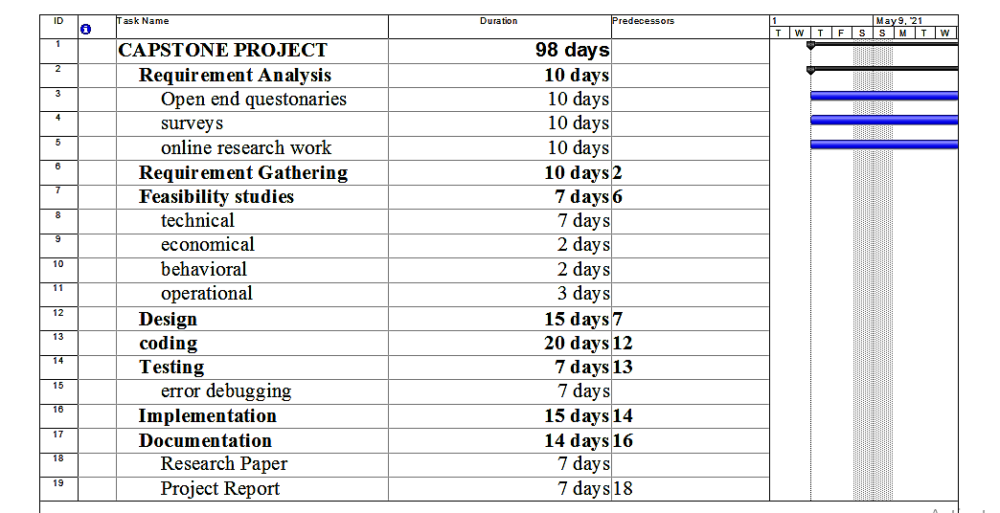 ID Task Name Duration Predecessors 1 May 9, '21
T W T F S S M T W
1 CAPSTONE PROJECT 98 days
2 Requirement Analysis 10 days
3 Open end questonaries 10 days
4 surveys 10 days
5 online research work 10 days
6 Requirement Gathering 10 days 2
7 Feasibility studies 7 days 6
8 technical 7 days
9 economical 2 days
10 behavioral 2 days
11 operational 3 days
12 Design 15 days 7
13 coding 20 days 12
14 Testing 7 days 13
15 error debugging 7 days
16 Implementation 15 days 14
17 Documentation 14 days 16
18 Research Paper 7 days
19 Project Report 7 days 18